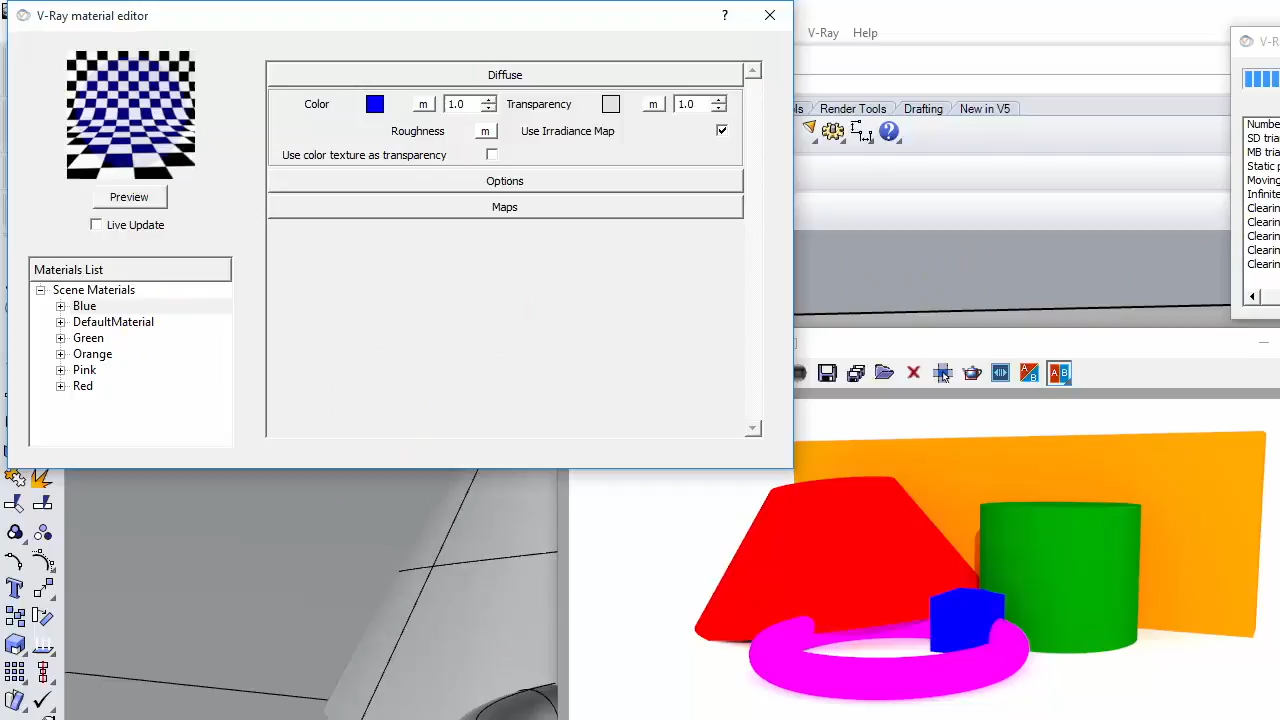 V-Ray material editor
?
V-Ray Help
V-R
Diffuse
Color
m
1.0
Transparency
m
1.0
Roughness
m
Use Irradiance Map
Use color texture as transparency
Options
Maps
Preview
Live Update
Materials List
Scene Materials
Blue
DefaultMaterial
Green
Orange
Pink
Red
ols Render Tools Drafting New in V5
Numbe
SD tria
MB tria
Static p
Moving
Infinite
Clearin
Clearin
Clearin
Clearin
Clearin
A/B
A B